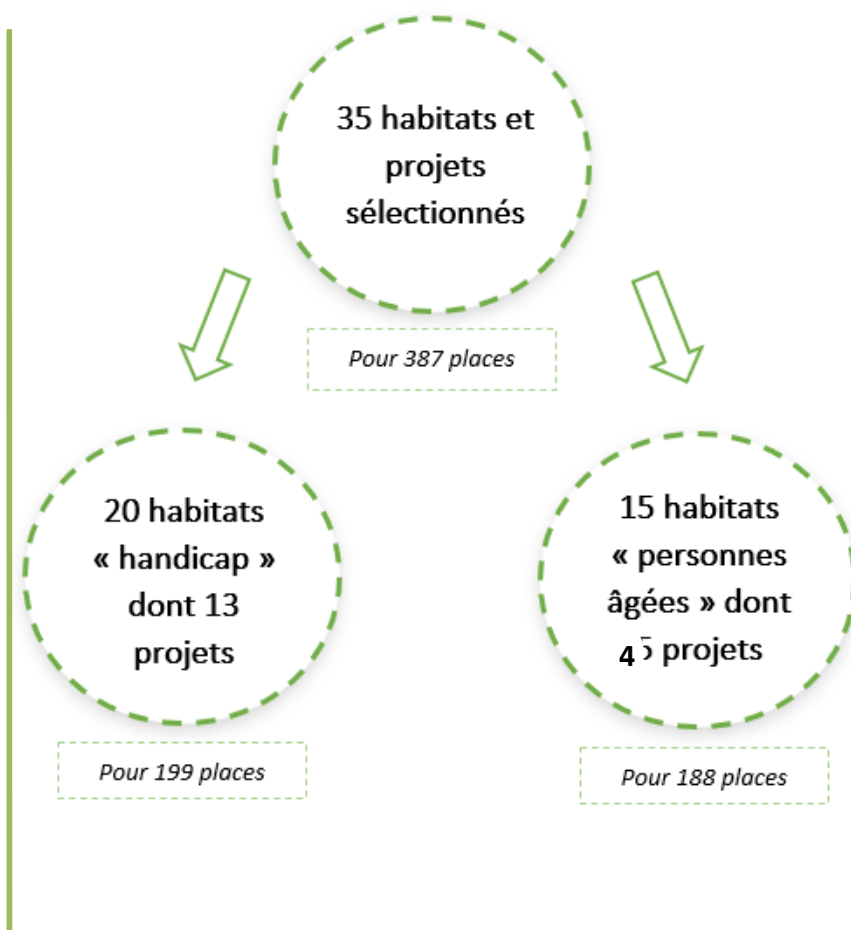 35 habitats et
projets
sélectionnés
Pour 387 places
20 habitats
« handicap »
dont 13
projets
Pour 199 places
15 habitats
« personnes
âgées » dont
4 projets
Pour 188 places